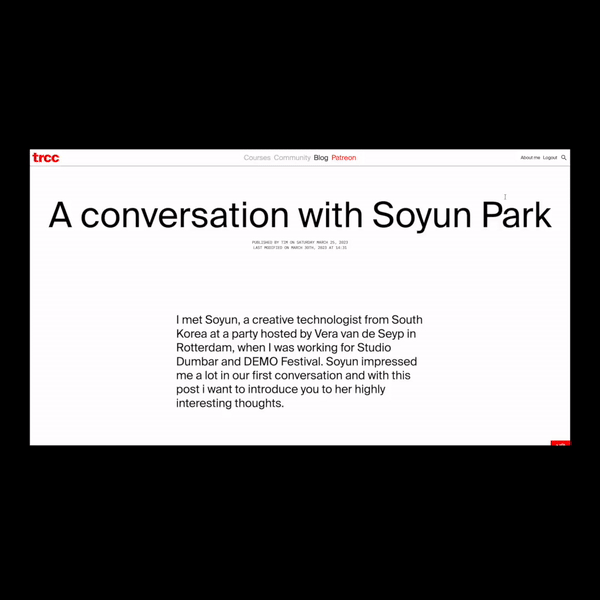 trcc
Courses Community Blog Patreon
About me Logout
A conversation with Soyun Park
PUBLISHED BY TIM ON SATURDAY MARCH 25, 2023
LAST MODIFIED ON MARCH 30TH, 2023 AT 14:31
I met Soyun, a creative technologist from South
Korea at a party hosted by Vera van de Seyp in
Rotterdam, when I was working for Studio
Dumbar and DEMO Festival. Soyun impressed
me a lot in our first conversation and with this
post i want to introduce you to her highly
interesting thoughts.